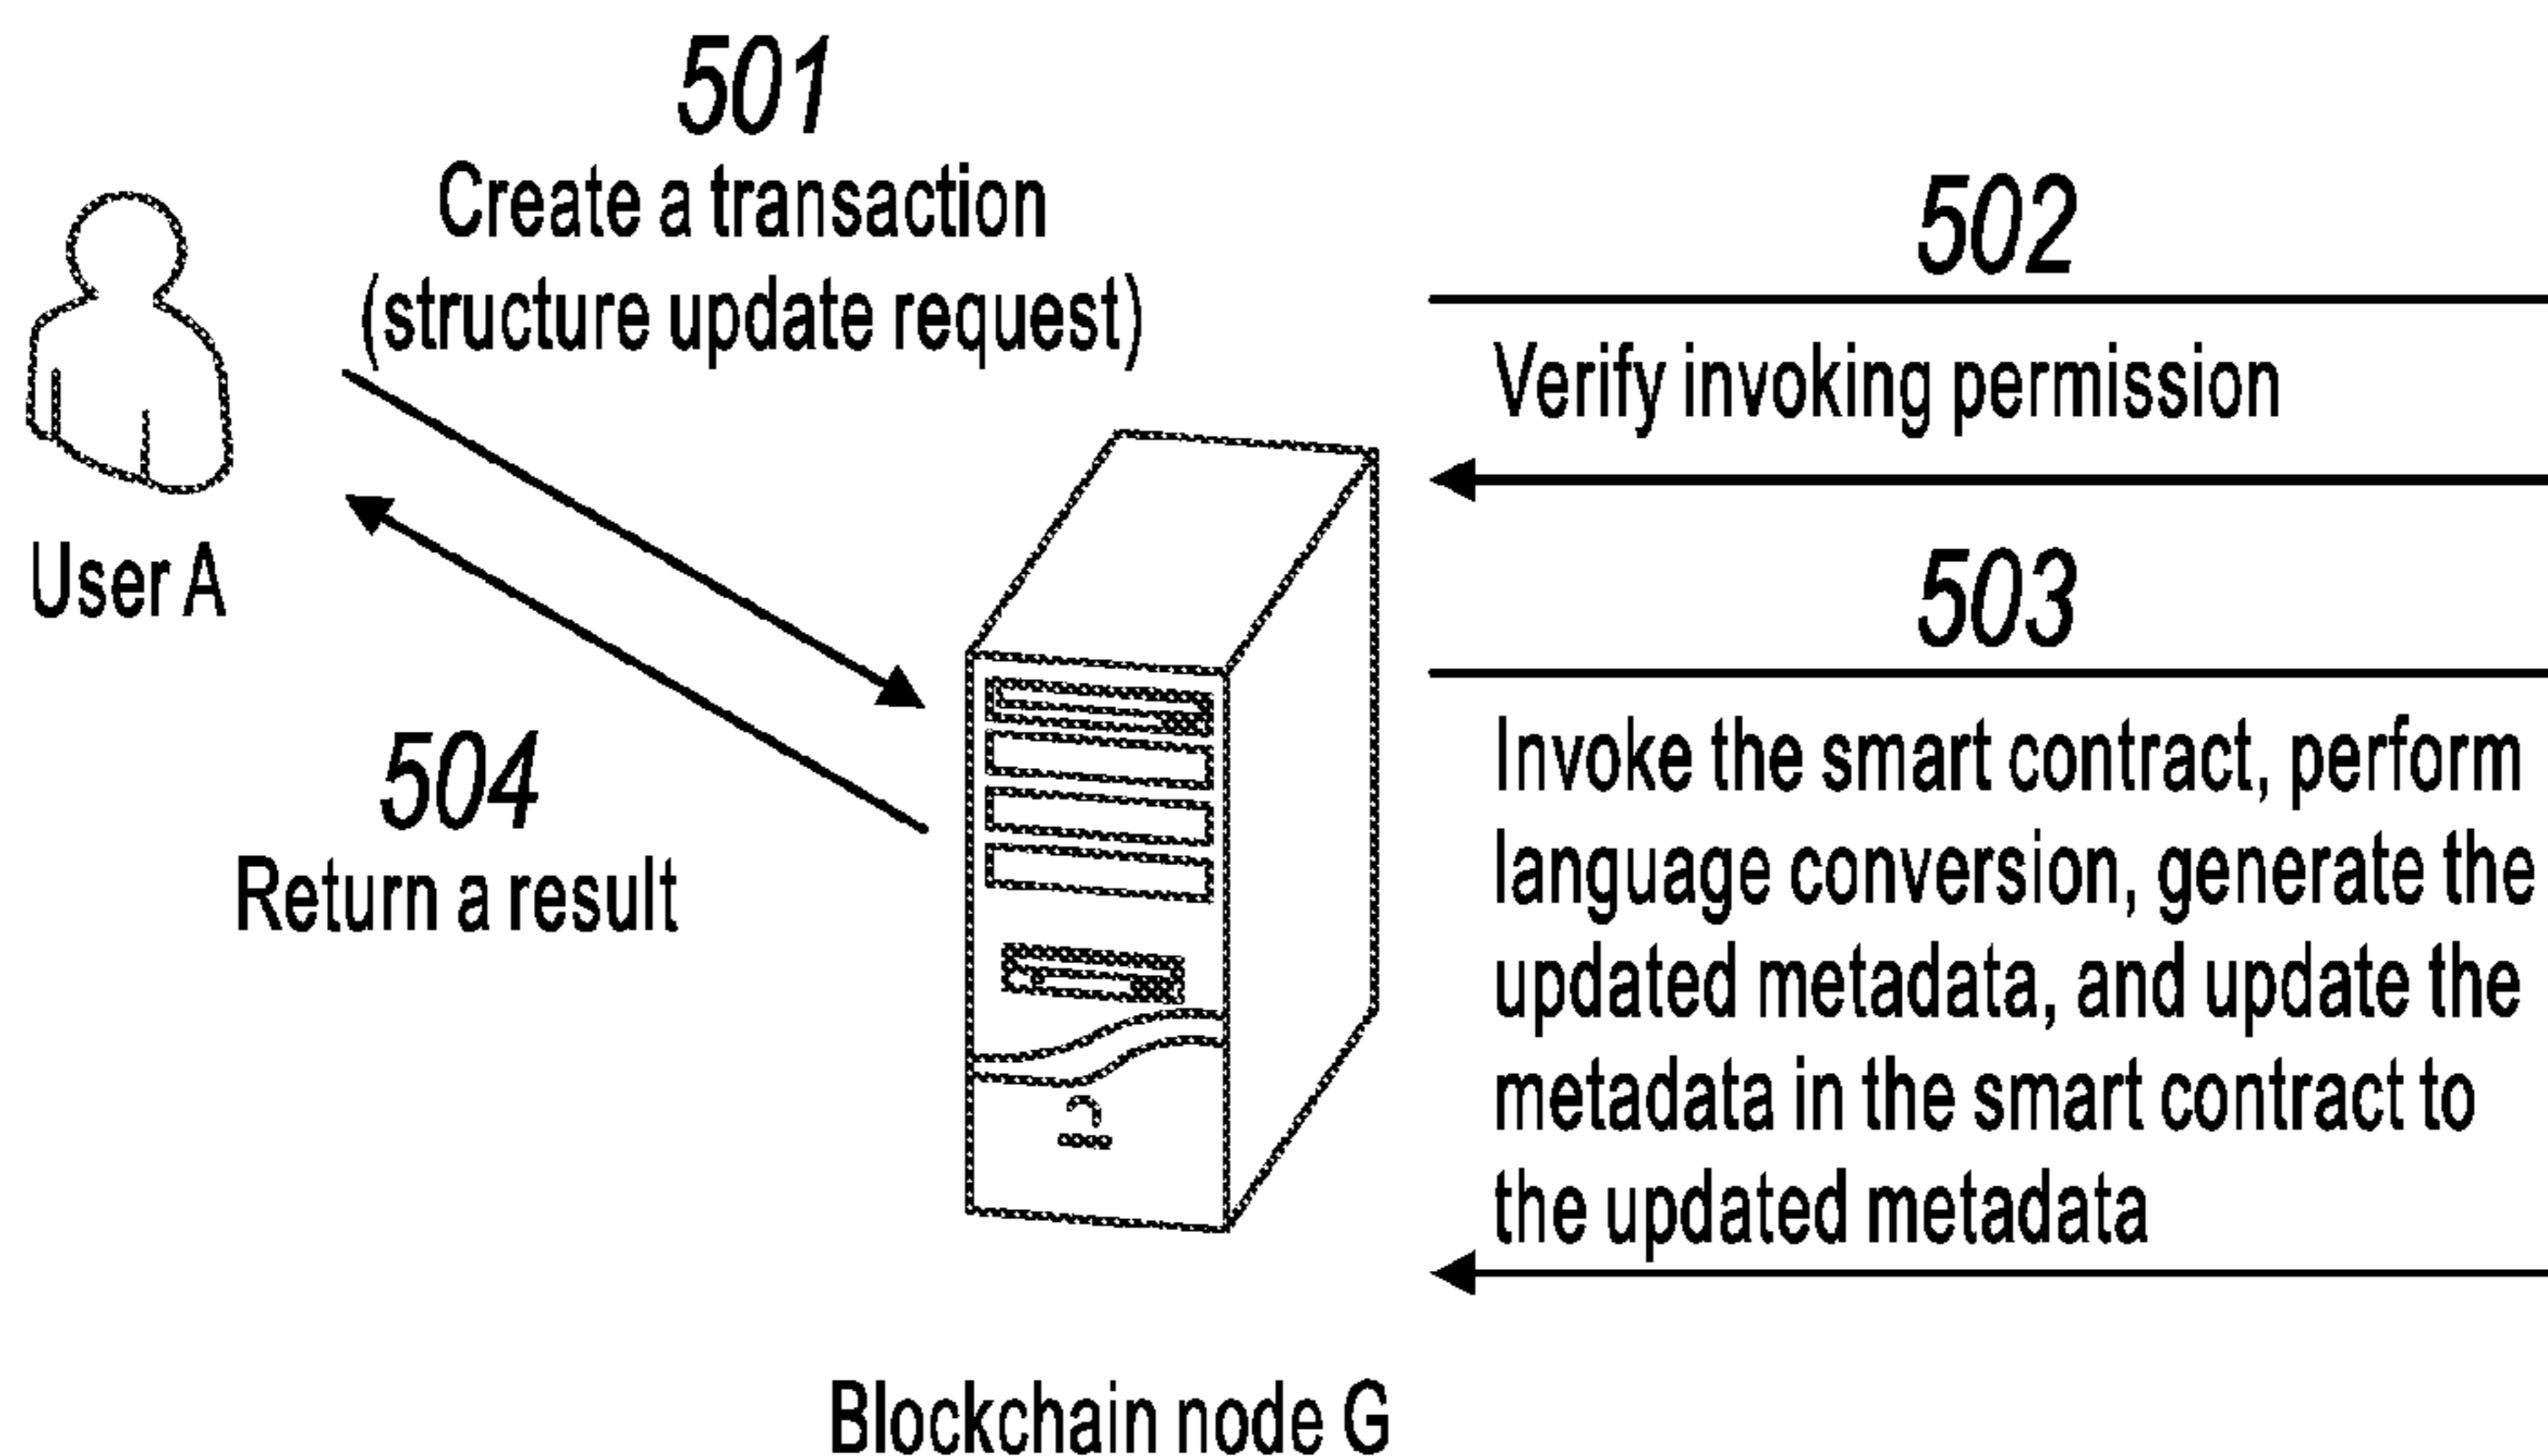 501
Create a transaction
(structure update request)
502
Verify invoking permission
User A
503
504
Return a result
Invoke the smart contract, perform
language conversion, generate the
updated metadata, and update the
metadata in the smart contract to
the updated metadata
Blockchain node G